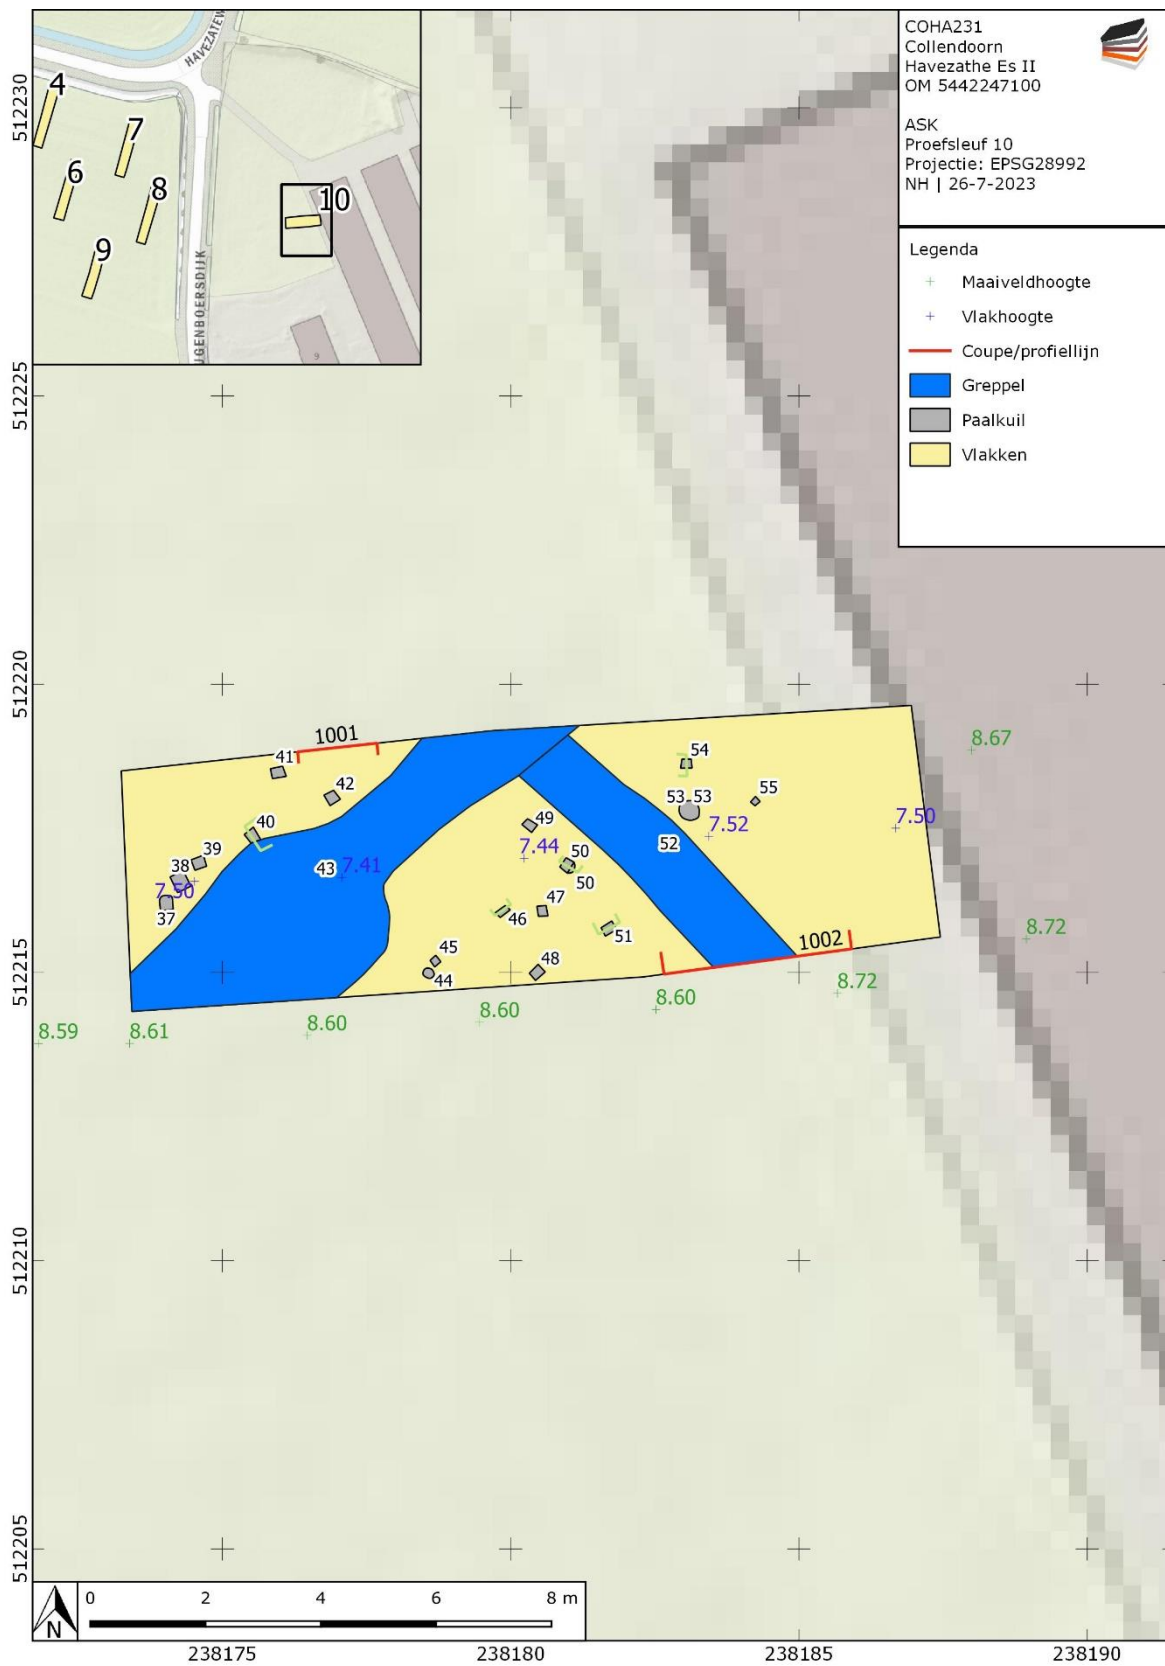 COHA231
Collendoorn
Havezathe Es II
OM 5442247100
ASK
Proefsleuf 10
Projectie: EPSG28992
NH | 26-7-2023
Legenda
Maaiveldhoogte
Vlakhoogte
Coupe/profiellijn
Greppel
Paalkuil
Vlakken
HAVEZATEW
4
7
6
8
10
9
JGENBOERSDIJK
9
512230
512225
512220
512215
512210
512205
1001
41
42
40
39
38
7.50
37
43
7.41
54
55
53
53
7.52
7.50
49
7.44
50
50
52
47
46
51
45
44
48
1002
8.67
8.72
8.72
8.60
8.60
8.60
8.61
8.59
N
0 2 4 6 8 m
238175 238180 238185 238190